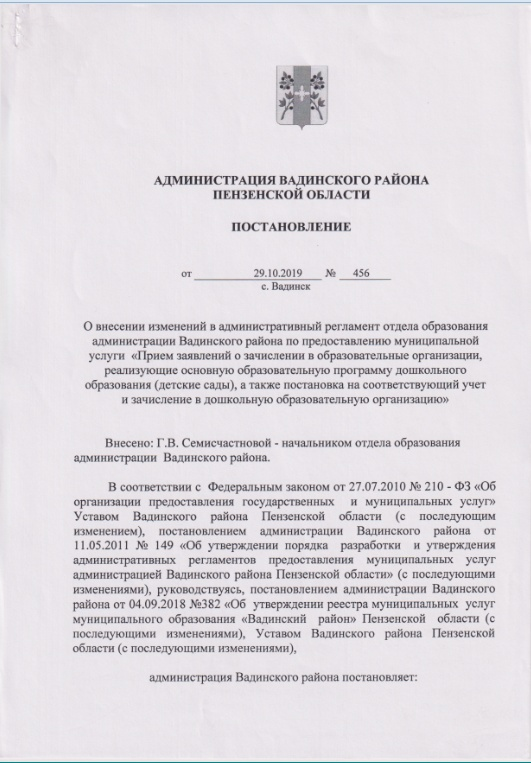 АДМИНИСТРАЦИЯ ВАДИНСКОГО РАЙОНА
ПЕНЗЕНСКОЙ ОБЛАСТИ
ПОСТАНОВЛЕНИЕ
от 29.10.2019 № 456
с. Вадинск
О внесении изменений в административный регламент отдела образования
администрации Вадинского района по предоставлению муниципальной
услуги «Прием заявлений о зачислении в образовательные организации,
реализующие основную образовательную программу дошкольного
образования (детские сады), а также постановка на соответствующий учет
и зачисление в дошкольную образовательную организацию»
Внесено: Г.В. Семисчастновой - начальником отдела образования
администрации Вадинского района.
В соответствии с Федеральным законом от 27.07.2010 № 210 - ФЗ «Об
организации предоставления государственных и муниципальных услуг»
Уставом Вадинского района Пензенской области (с последующим
изменением), постановлением администрации Вадинского района от
11.05.2011 № 149 «Об утверждении порядка разработки и утверждения
административных регламентов предоставления муниципальных услуг
администрацией Вадинского района Пензенской области» (с последующими
изменениями), руководствуясь, постановлением администрации Вадинского
района от 04.09.2018 №382 «Об утверждении реестра муниципальных услуг
муниципального образования «Вадинский район» Пензенской области (с
последующими изменениями), Уставом Вадинского района Пензенской
области (с последующими изменениями),
администрация Вадинского района постановляет: